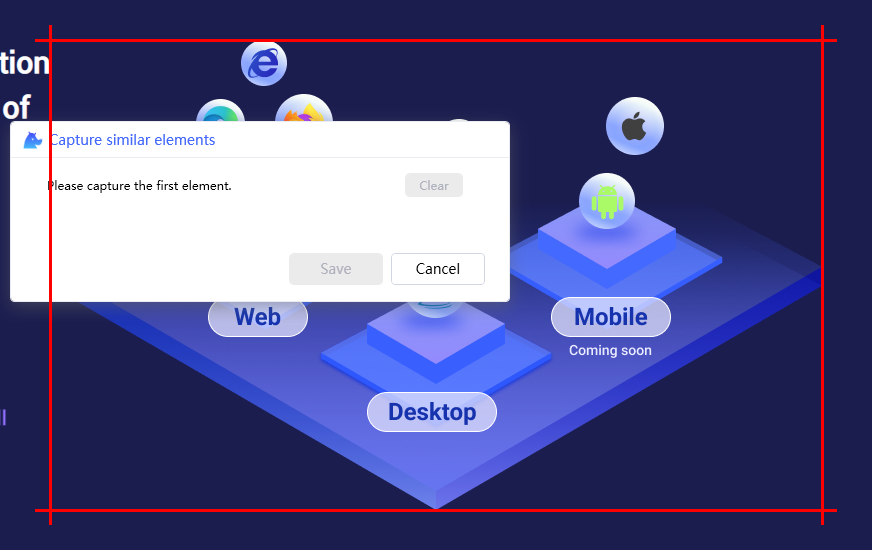 tion
of
Capture similar elements
Please capture the first element.
Clear
Save
Cancel
Web
Mobile
Coming soon
Desktop